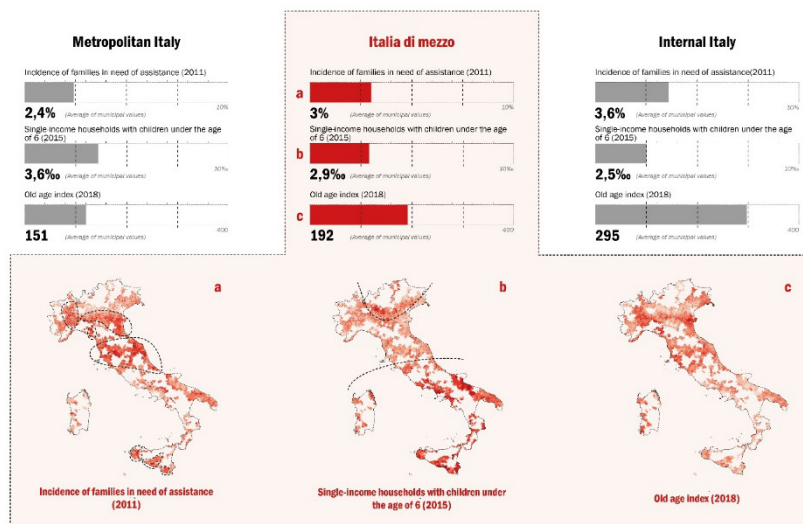 Metropolitan Italy
Incidence of families in need of assistance (2011)
10%
2,4% (Average of municipal values)
Single-income households with children under the age
of 6 (2015)
10‰
3,6‰ (Average of municipal values)
Old age index (2018)
400
151 (Average of municipal values)
Italia di mezzo
Incidence of families in need of assistance (2011)
a
10%
3% (Average of municipal values)
Single-income households with children under the age
of 6 (2015)
b
10‰
2,9‰ (Average of municipal values)
Old age index (2018)
c
400
192 (Average of municipal values)
Internal Italy
Incidence of families in need of assistance(2011)
10%
3,6% (Average of municipal values)
Single-income households with children under the age
of 6 (2015)
10‰
2,5‰ (Average of municipal values)
Old age index (2018)
400
295 (Average of municipal values)
a
b
c
Incidence of families in need of assistance
(2011)
Single-income households with children under
the age of 6 (2015)
Old age index (2018)